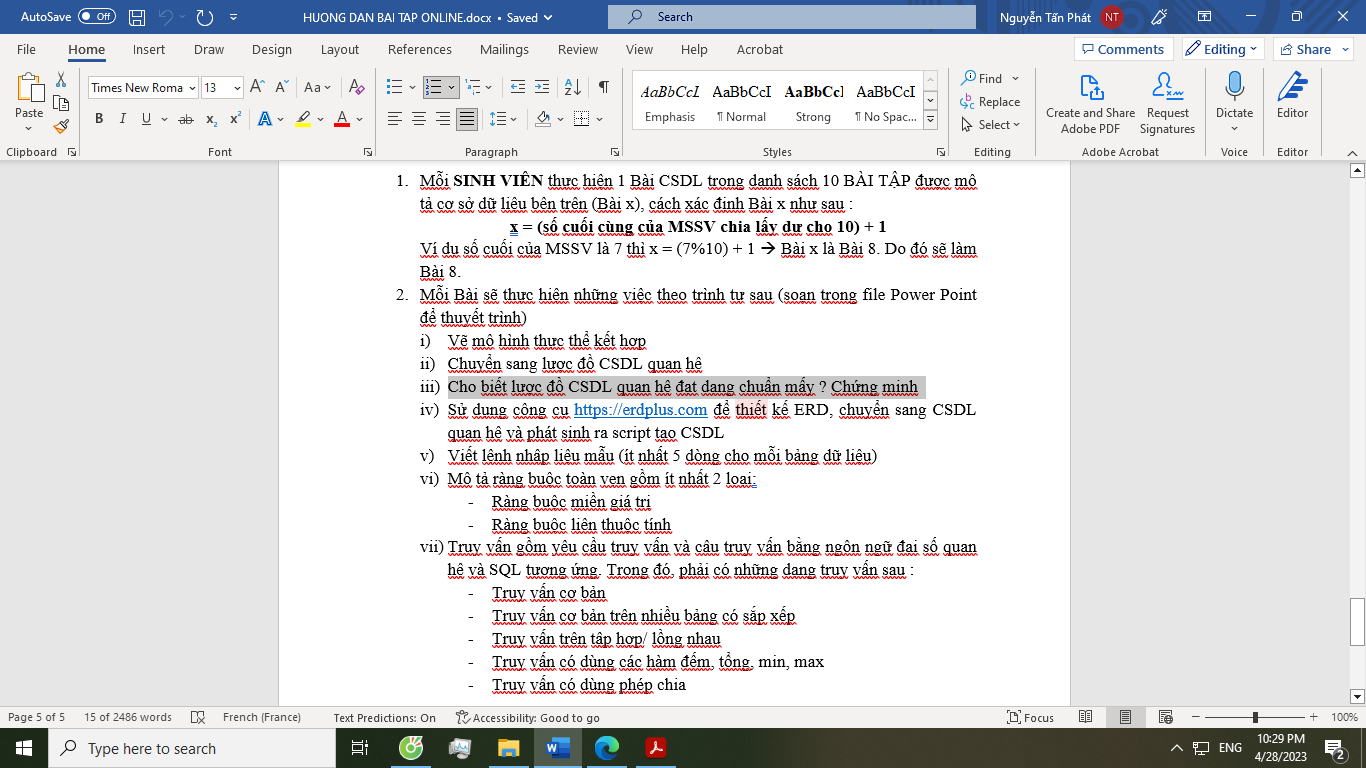 AutoSave Off HUONG DAN BAI TAP ONLINE.docx • Saved Search Nguyễn Tấn Phát NT
File Home Insert Draw Design Layout References Mailings Review View Help Acrobat Comments Editing Share
Paste Times New Roma 13 Aa AaBbCcI AaBbCcI AaBbCcI AaBbCcI Find Replace Select Create and Share Adobe PDF Request Signatures Dictate Editor
B I U ab x₂ x² A A Emphasis ¶ Normal Strong ¶ No Spac...
Clipboard Font Paragraph Styles Editing Adobe Acrobat Voice Editor
1. Mỗi SINH VIÊN thực hiện 1 Bài CSDL trong danh sách 10 BÀI TẬP được mô
tả cơ sở dữ liệu bên trên (Bài x), cách xác định Bài x như sau :
x = (số cuối cùng của MSSV chia lấy dư cho 10) + 1
Ví dụ số cuối của MSSV là 7 thì x = (7%10) + 1 ➔ Bài x là Bài 8. Do đó sẽ làm
Bài 8.
2. Mỗi Bài sẽ thực hiện những việc theo trình tự sau (soạn trong file Power Point
để thuyết trình)
i) Vẽ mô hình thực thể kết hợp
ii) Chuyển sang lược đồ CSDL quan hệ
iii) Cho biết lược đồ CSDL quan hệ đạt dạng chuẩn mấy ? Chứng minh
iv) Sử dụng công cụ https://erdplus.com để thiết kế ERD, chuyển sang CSDL
quan hệ và phát sinh ra script tạo CSDL
v) Viết lệnh nhập liệu mẫu (ít nhất 5 dòng cho mỗi bảng dữ liệu)
vi) Mô tả ràng buộc toàn vẹn gồm ít nhất 2 loại:
- Ràng buộc miền giá trị
- Ràng buộc liên thuộc tính
vii) Truy vấn gồm yêu cầu truy vấn và câu truy vấn bằng ngôn ngữ đại số quan
hệ và SQL tương ứng. Trong đó, phải có những dạng truy vấn sau :
- Truy vấn cơ bản
- Truy vấn cơ bản trên nhiều bảng có sắp xếp
- Truy vấn trên tập hợp/ lồng nhau
- Truy vấn có dùng các hàm đếm, tổng, min, max
- Truy vấn có dùng phép chia
Page 5 of 5 15 of 2486 words French (France) Text Predictions: On Accessibility: Good to go Focus 100%
Type here to search ENG 10:29 PM 4/28/2023 2